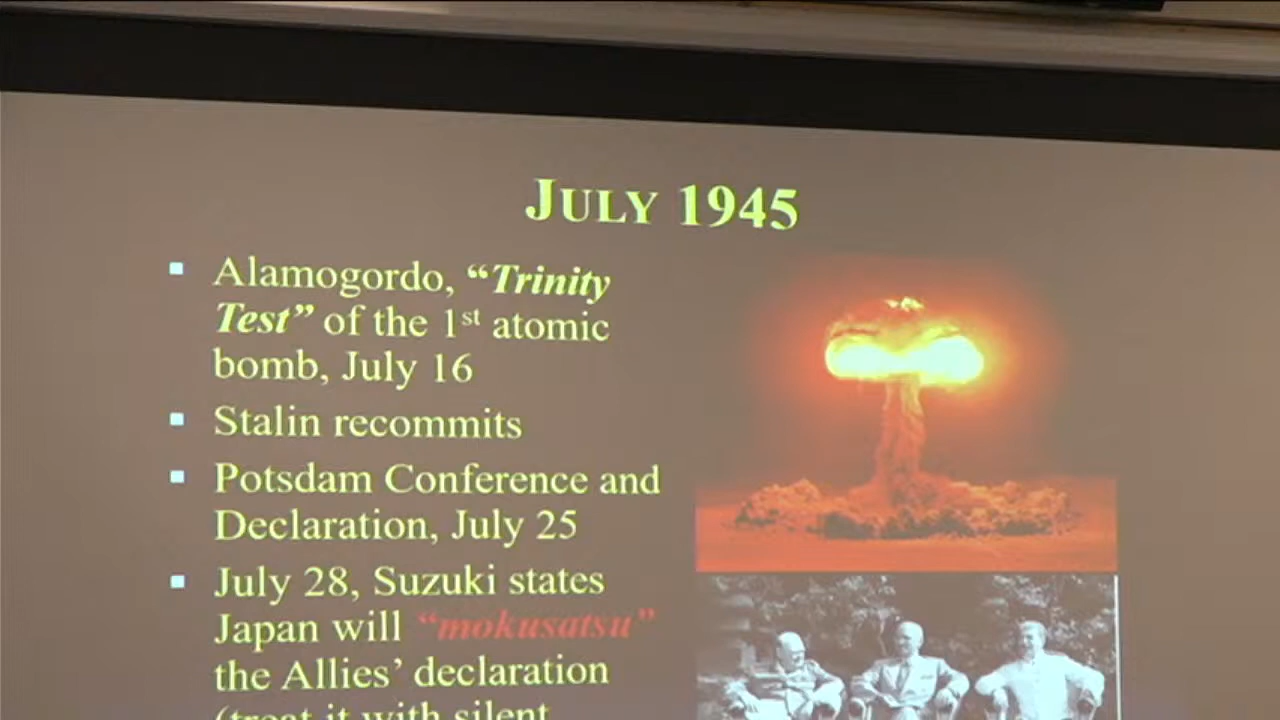 JULY 1945
Alamogordo, “Trinity
Test” of the 1st atomic
bomb, July 16
Stalin recommits
Potsdam Conference and
Declaration, July 25
July 28, Suzuki states
Japan will “mokusatsu”
the Allies’ declaration
(treat it with silent